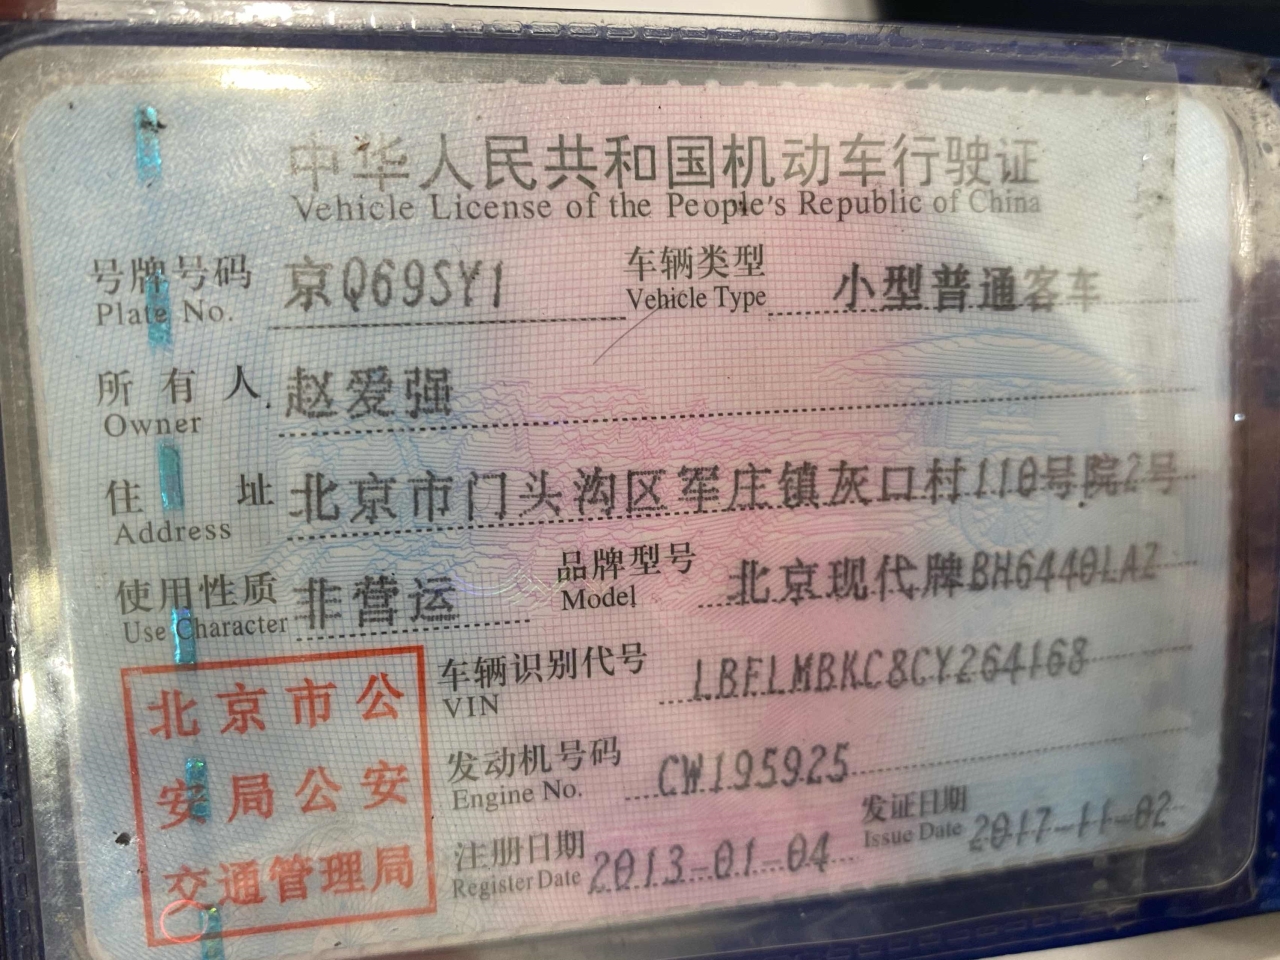 中华人民共和国机动车行驶证
Vehicle License of the People's Republic of China
号牌号码 京Q69SY1 车辆类型 小型普通客车
Plate No. Vehicle Type
所有人 赵爱强
Owner
住址 北京市门头沟区军庄镇灰口村110号院2号
Address
使用性质 非营运 品牌型号 北京现代牌BH6440LAZ
Use Character Model
车辆识别代号 LBELMBKC8CY264168
VIN
发动机号码 CW195925
Engine No.
注册日期 2013-01-04 发证日期 2017-11-02
Register Date Issue Date
北京市公
安局公安
交通管理局